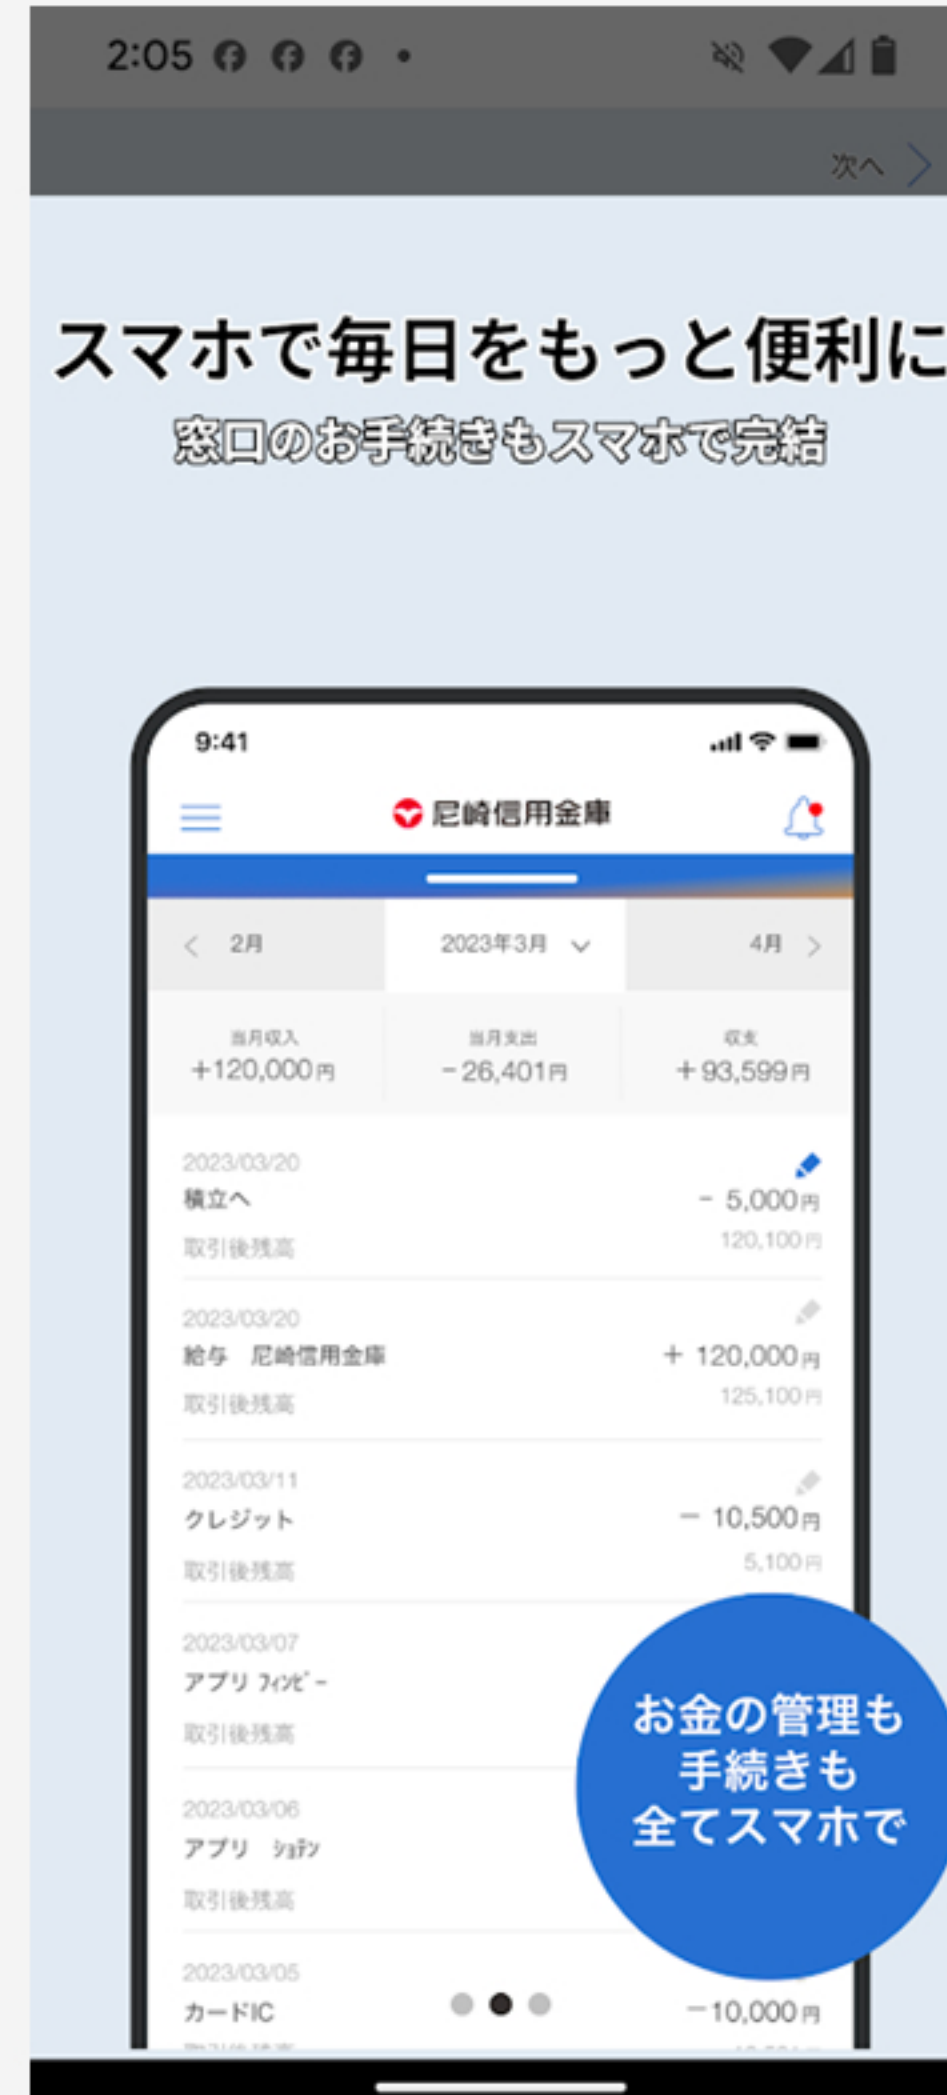 2:05
次へ
スマホで毎日をもっと便利に
窓口のお手続きもスマホで完結
9:41
尼崎信用金庫
2月
2023年3月
4月
当月収入
当月支出
収支
+120,000円
-26,401円
+93,599円
2023/03/20
積立へ
- 5,000円
取引後残高
120,100円
2023/03/20
給与 尼崎信用金庫
+ 120,000円
取引後残高
125,100円
2023/03/11
クレジット
- 10,500円
取引後残高
5,100円
2023/03/07
アプリ ﾌｨﾝﾋﾞｰ
取引後残高
2023/03/06
アプリ ｼｮﾃﾝ
取引後残高
お金の管理も
手続きも
全てスマホで
2023/03/05
カードIC
-10,000円